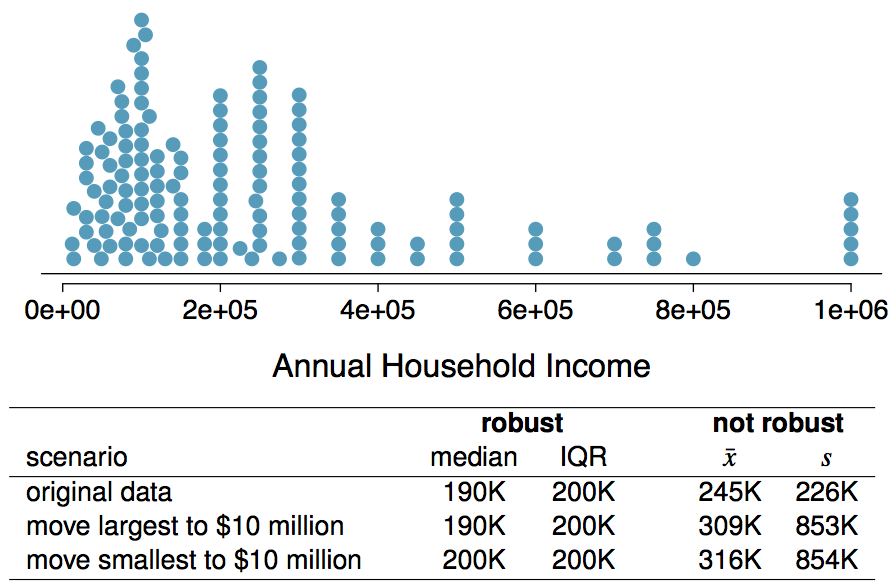 0e+00 2e+05 4e+05 6e+05 8e+05 1e+06
Annual Household Income
robust not robust
scenario median IQR x̄ s
original data 190K 200K 245K 226K
move largest to $10 million 190K 200K 309K 853K
move smallest to $10 million 200K 200K 316K 854K